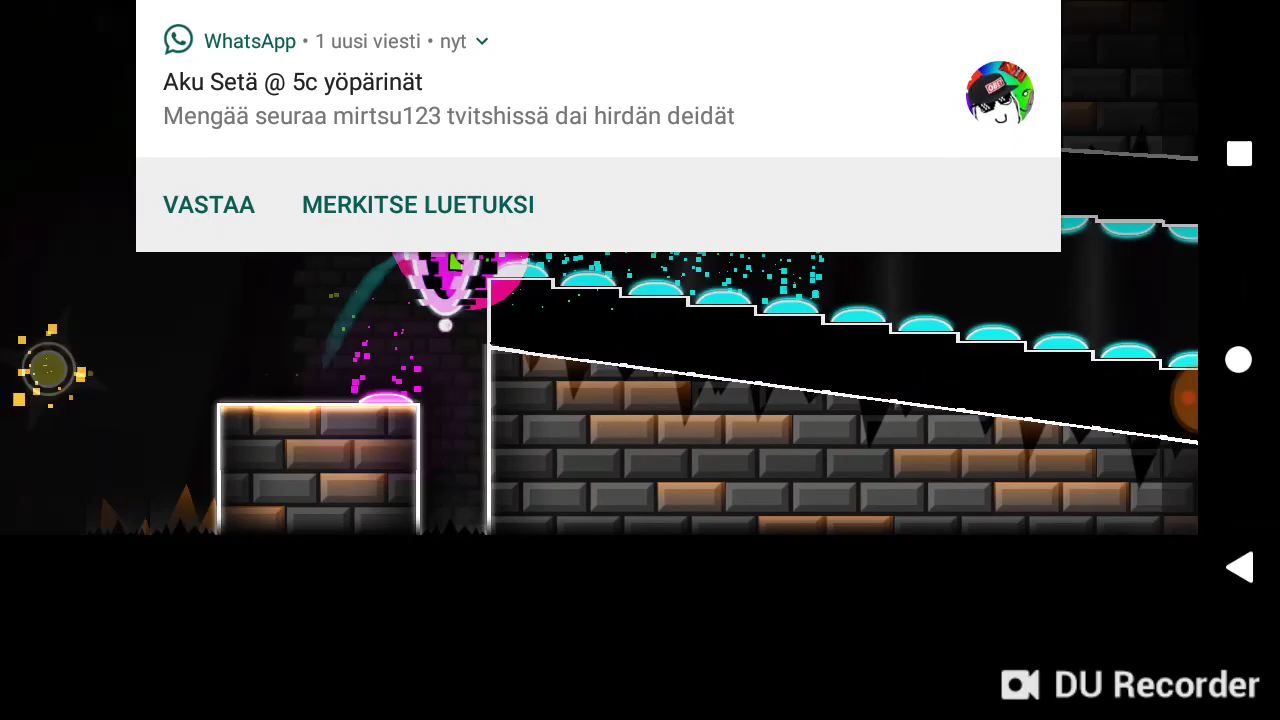 WhatsApp • 1 uusi viesti • nyt
Aku Setä @ 5c yöpärinät
Mengää seuraa mirtsu123 tvitshissä dai hirdän deidät
VASTAA MERKITSE LUETUKSI
DU Recorder